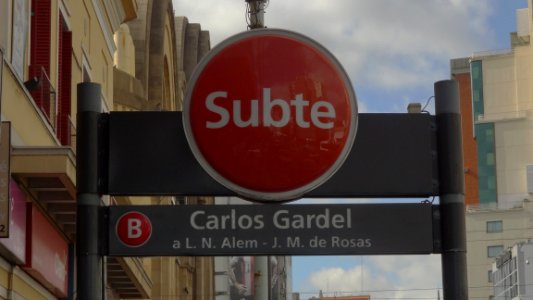 Subte
B
Carlos Gardel
a L. N. Alem - J. M. de Rosas